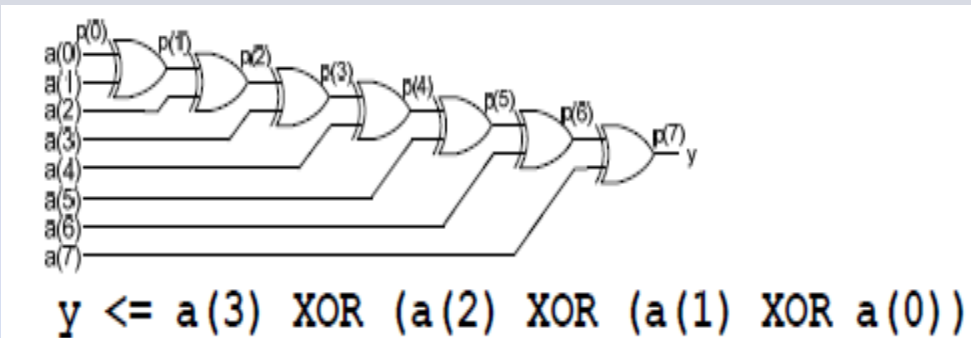 p(0)
a(0) p(1)
p(2)
a(1) p(3)
a(2) p(4)
p(5)
a(3) p(6)
p(7)
a(4) y
a(5)
a(6)
a(7)
y <= a(3) XOR (a(2) XOR (a(1) XOR a(0))